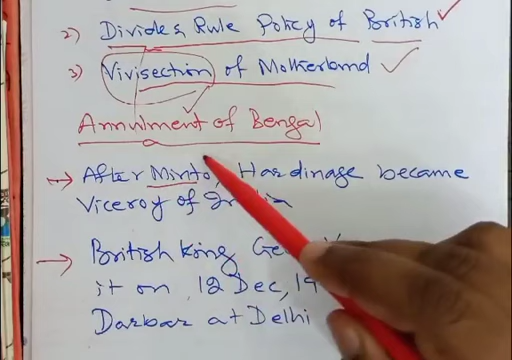 2) Divide & Rule Policy of British
3) Vivisection of Motherland
Annulment of Bengal
→ After Minto, Hardinage became
Viceroy of
→ British king
it on 12 Dec, 19
Darbar at Delhi